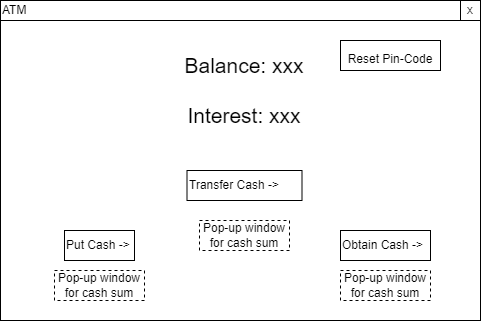 ATM
x
Reset Pin-Code
Balance: xxx
Interest: xxx
Transfer Cash ->
Pop-up window
for cash sum
Put Cash ->
Obtain Cash ->
Pop-up window
for cash sum
Pop-up window
for cash sum